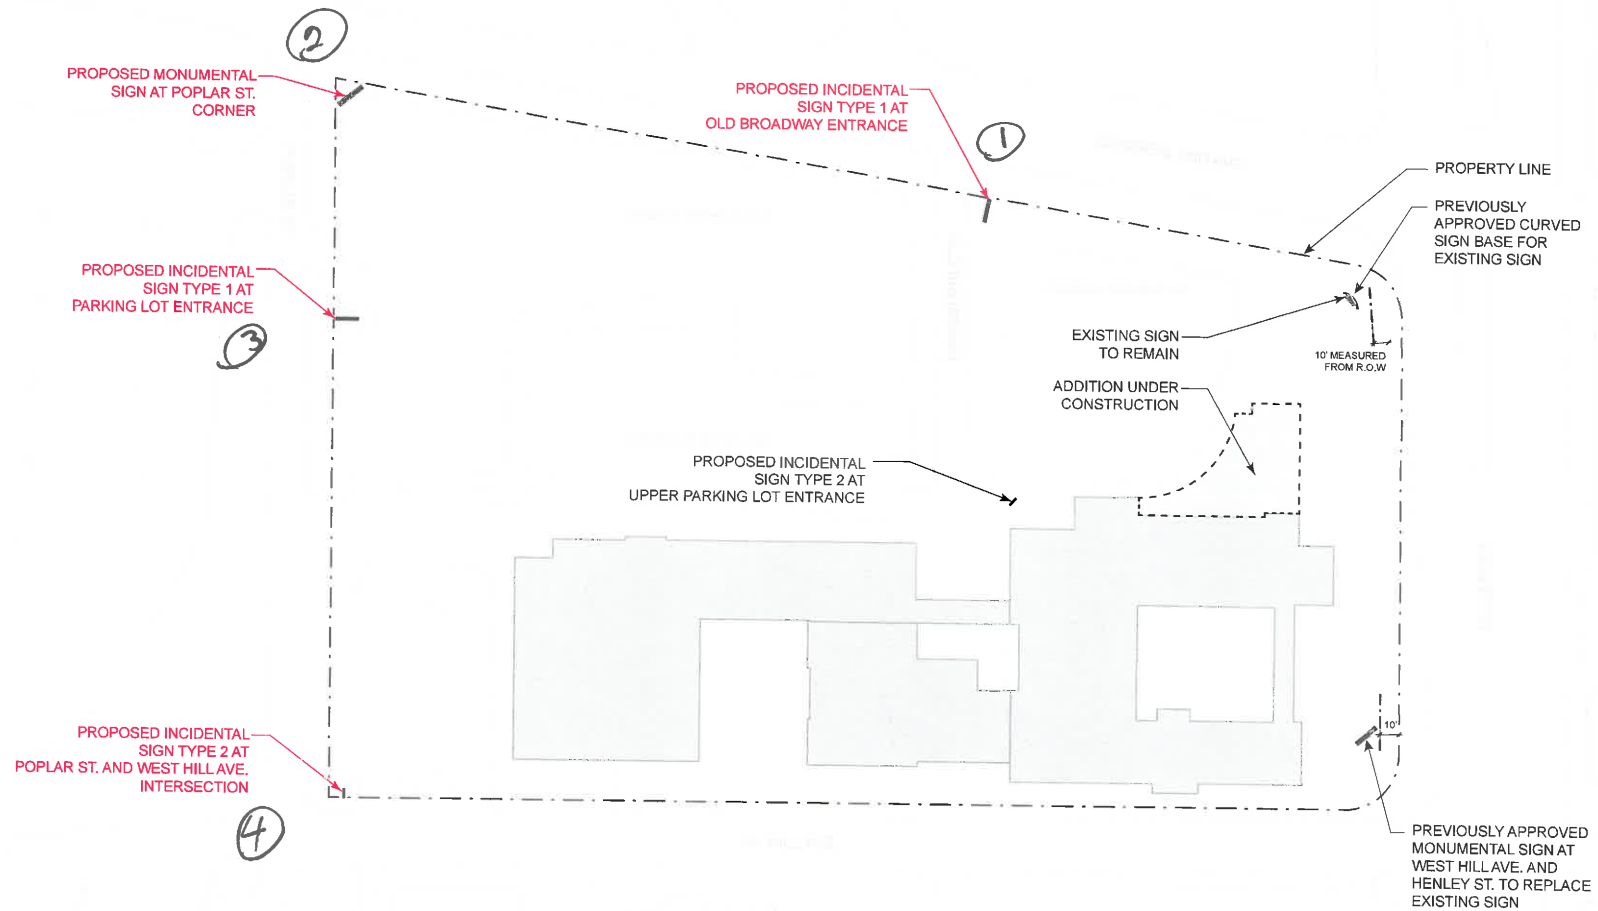 2
PROPOSED MONUMENTAL
SIGN AT POPLAR ST.
CORNER
PROPOSED INCIDENTAL
SIGN TYPE 1 AT
OLD BROADWAY ENTRANCE
1
PROPERTY LINE
PREVIOUSLY
APPROVED CURVED
SIGN BASE FOR
EXISTING SIGN
PROPOSED INCIDENTAL
SIGN TYPE 1 AT
PARKING LOT ENTRANCE
3
EXISTING SIGN
TO REMAIN
10' MEASURED
FROM R.O.W
ADDITION UNDER
CONSTRUCTION
PROPOSED INCIDENTAL
SIGN TYPE 2 AT
UPPER PARKING LOT ENTRANCE
PROPOSED INCIDENTAL
SIGN TYPE 2 AT
POPLAR ST. AND WEST HILL AVE.
INTERSECTION
4
10'
PREVIOUSLY APPROVED
MONUMENTAL SIGN AT
WEST HILL AVE. AND
HENLEY ST. TO REPLACE
EXISTING SIGN